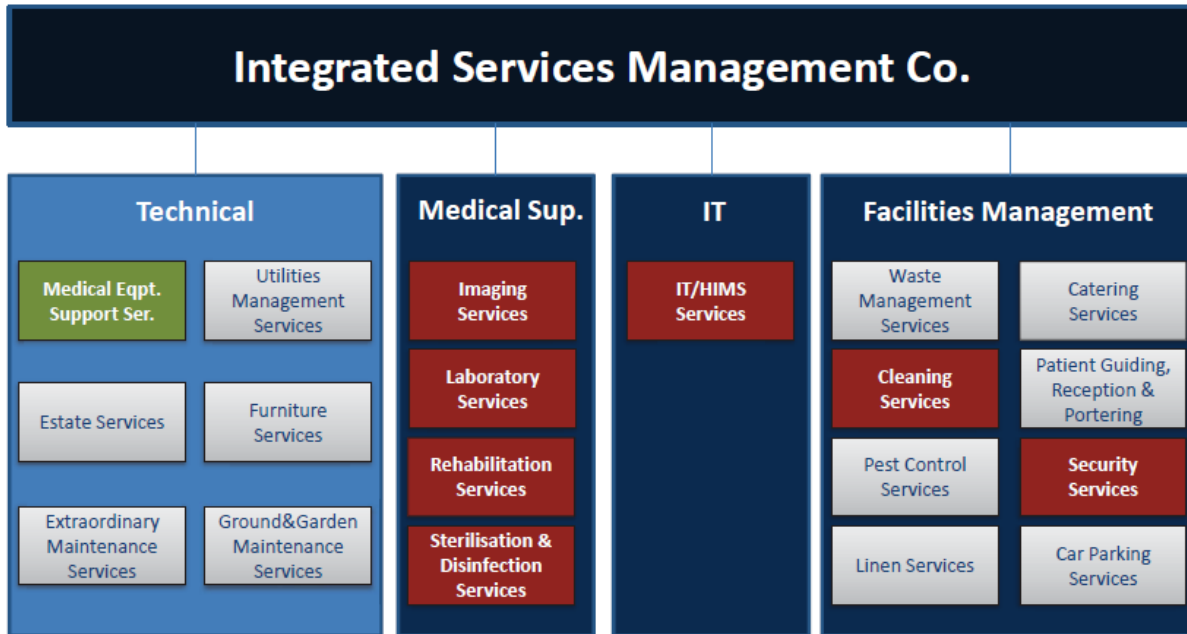 Integrated Services Management Co.
Technical
Medical Eqpt.
Support Ser.
Utilities
Management
Services
Estate Services
Furniture
Services
Extraordinary
Maintenance
Services
Ground&Garden
Maintenance
Services
Medical Sup.
Imaging
Services
Laboratory
Services
Rehabilitation
Services
Sterilisation &
Disinfection
Services
IT
IT/HIMS
Services
Facilities Management
Waste
Management
Services
Catering
Services
Cleaning
Services
Patient Guiding,
Reception &
Portering
Pest Control
Services
Security
Services
Linen Services
Car Parking
Services